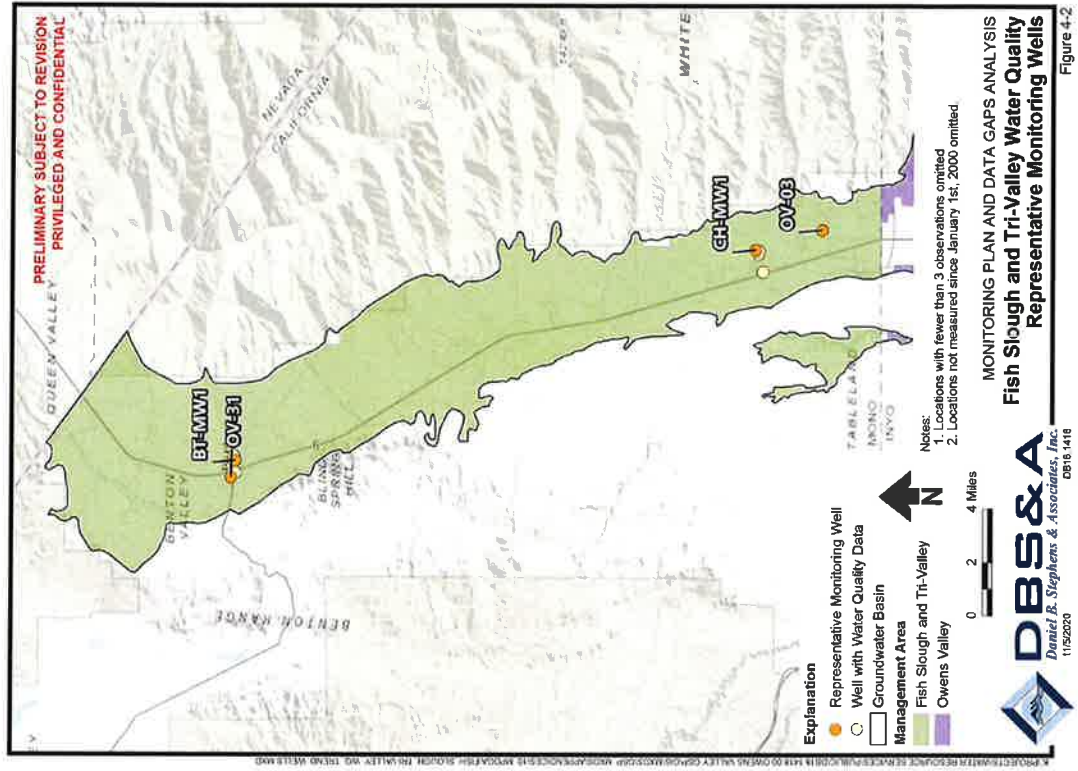 PRELIMINARY SUBJECT TO REVISION
PRIVILEGED AND CONFIDENTIAL
QUEEN VALLEY
NEVADA
CALIFORNIA
BT-MW1
OV-31
BENTON
VALLEY
BLIND
SPRING
HILL
BENTON RANGE
WHITE
CH-MW1
OV-03
TABLELAND
MONO
INYO
Explanation
Representative Monitoring Well
Well with Water Quality Data
Groundwater Basin
Management Area
Fish Slough and Tri-Valley
Owens Valley
N
0 2 4 Miles
Notes:
1. Locations with fewer than 3 observations omitted
2. Locations not measured since January 1st, 2000 omitted.
DBS&A
Daniel B. Stephens & Associates, Inc.
11/5/2020
DB18.1418
MONITORING PLAN AND DATA GAPS ANALYSIS
Fish Slough and Tri-Valley Water Quality
Representative Monitoring Wells
Figure 4-2